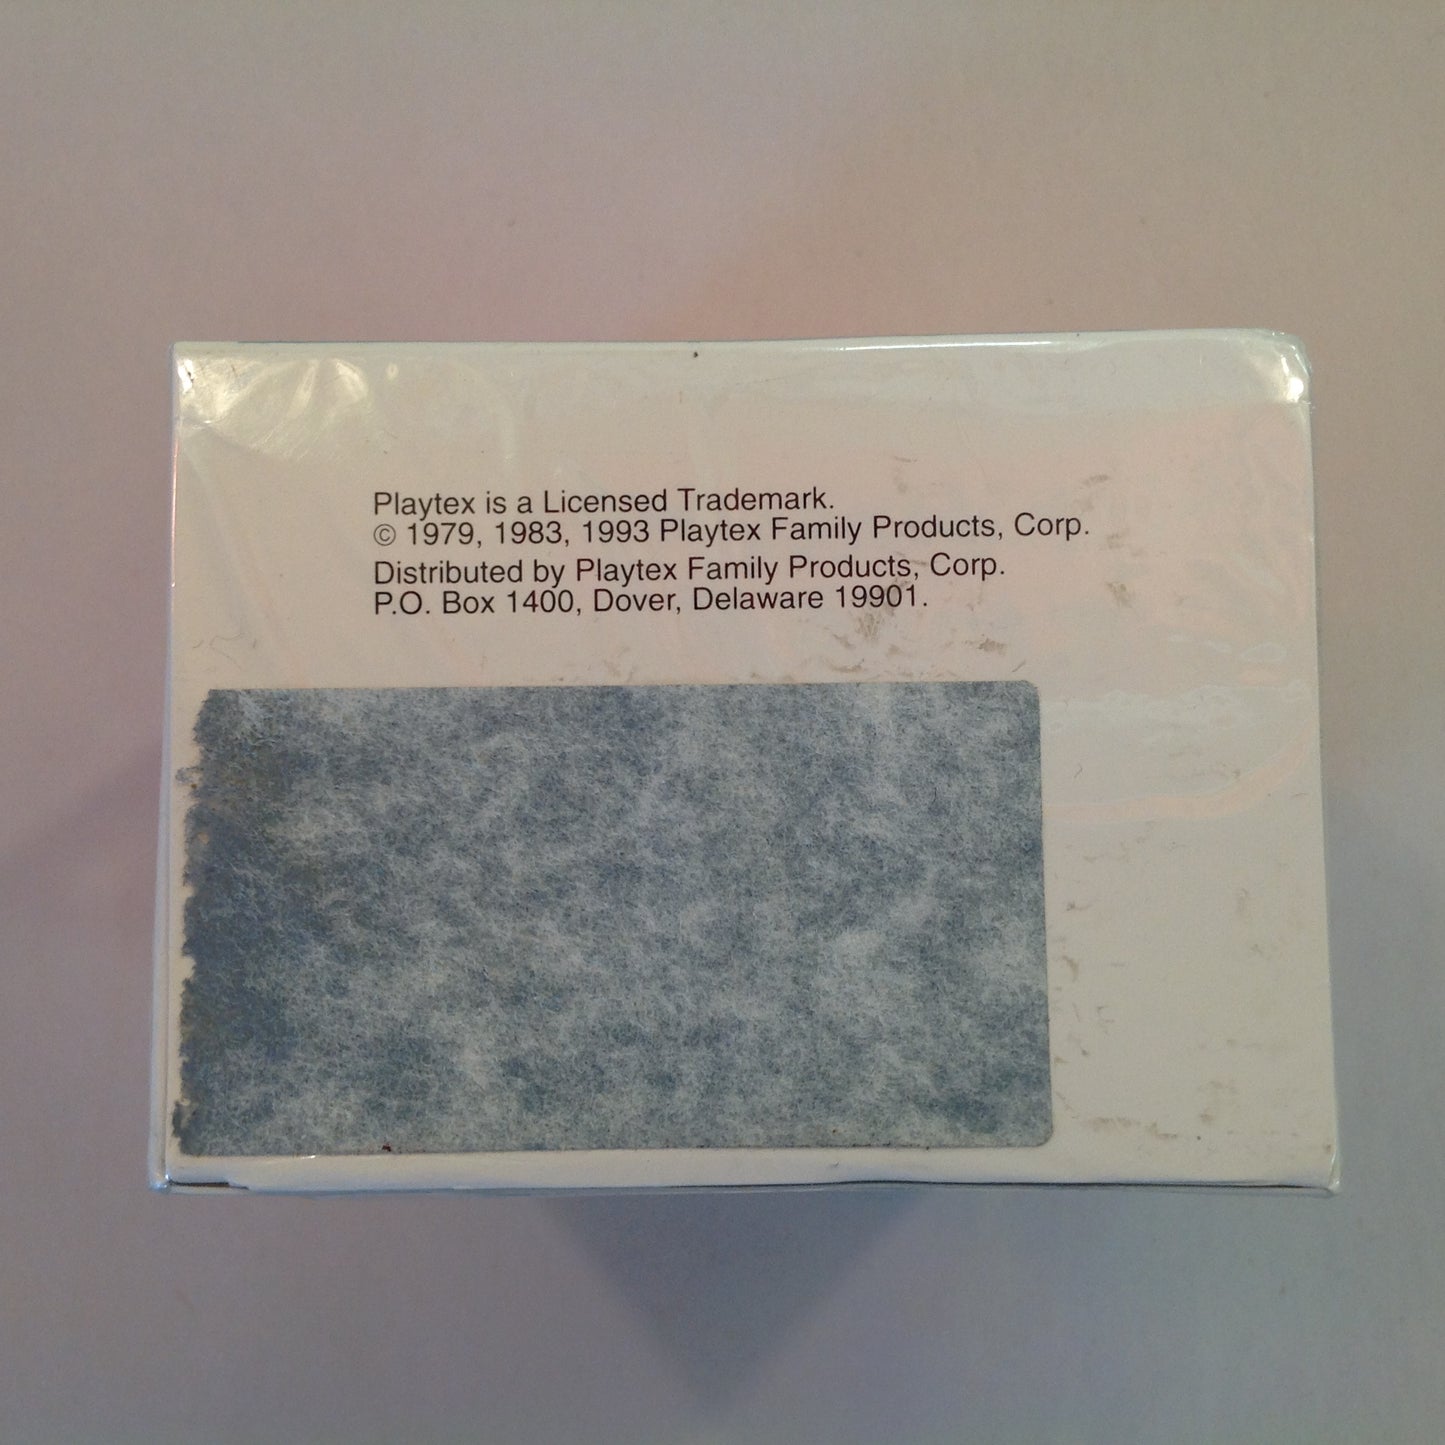 Playtex is a Licensed Trademark.
© 1979, 1983, 1993 Playtex Family Products, Corp.
Distributed by Playtex Family Products, Corp.
P.O. Box 1400, Dover, Delaware 19901.